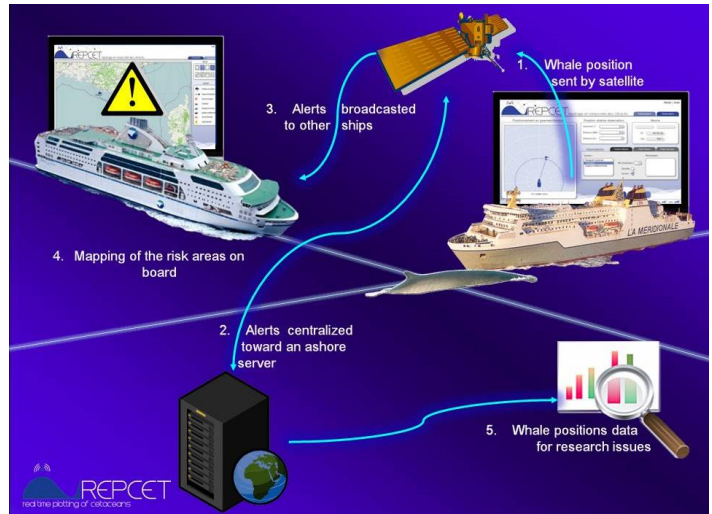 REPCET
1. Whale position
sent by satellite
3. Alerts broadcasted
to other ships
REPCET
LA MERIDIONALE
4. Mapping of the risk areas on
board
2. Alerts centralized
toward an ashore
server
5. Whale positions data
for research issues
REPCET
real time plotting of cetaceans